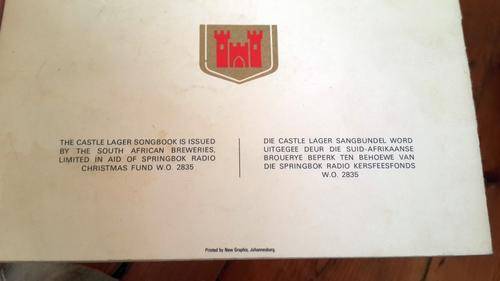 THE CASTLE LAGER SONGBOOK IS ISSUED
BY THE SOUTH AFRICAN BREWERIES,
LIMITED IN AID OF SPRINGBOK RADIO
CHRISTMAS FUND W.O. 2835
DIE CASTLE LAGER SANGBUNDEL WORD
UITGEGEE DEUR DIE SUID-AFRIKAANSE
BROUERYE BEPERK TEN BEHOEWE VAN
DIE SPRINGBOK RADIO KERSFEESFONDS
W.O. 2835
Printed by New Graphis, Johannesburg.